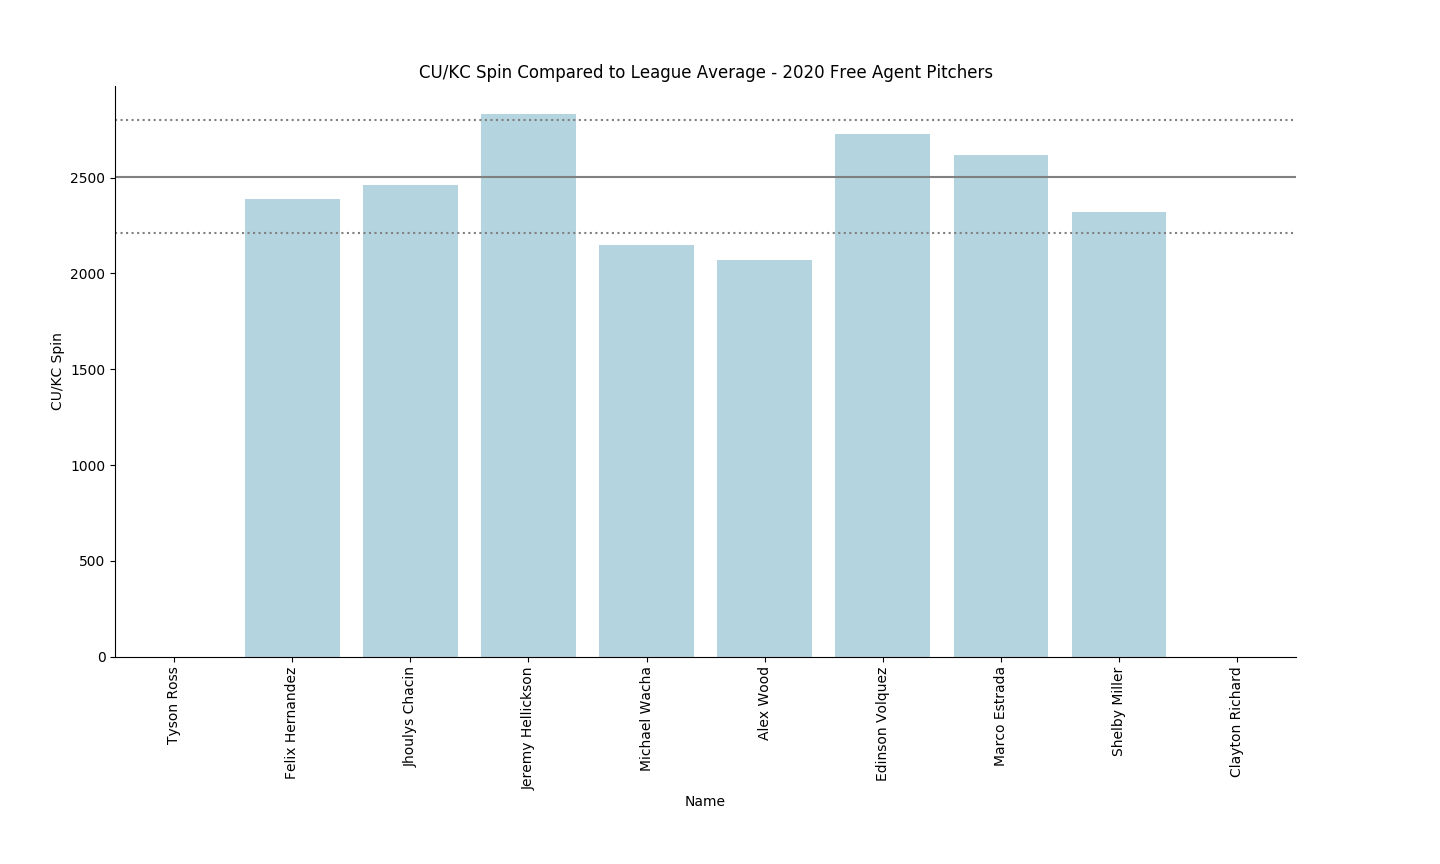 CU/KC Spin Compared to League Average - 2020 Free Agent Pitchers
CU/KC Spin
2500
2000
1500
1000
500
0
Tyson Ross
Felix Hernandez
Jhoulys Chacin
Jeremy Hellickson
Michael Wacha
Alex Wood
Edinson Volquez
Marco Estrada
Shelby Miller
Clayton Richard
Name